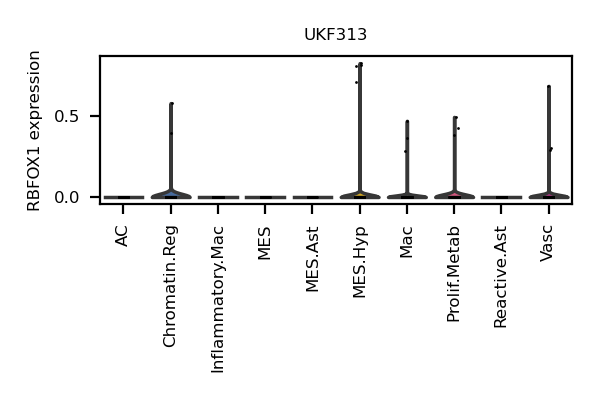 UKF313
RBFOX1 expression
0.5
0.0
AC
Chromatin.Reg
Inflammatory.Mac
MES
MES.Ast
MES.Hyp
Mac
Prolif.Metab
Reactive.Ast
Vasc